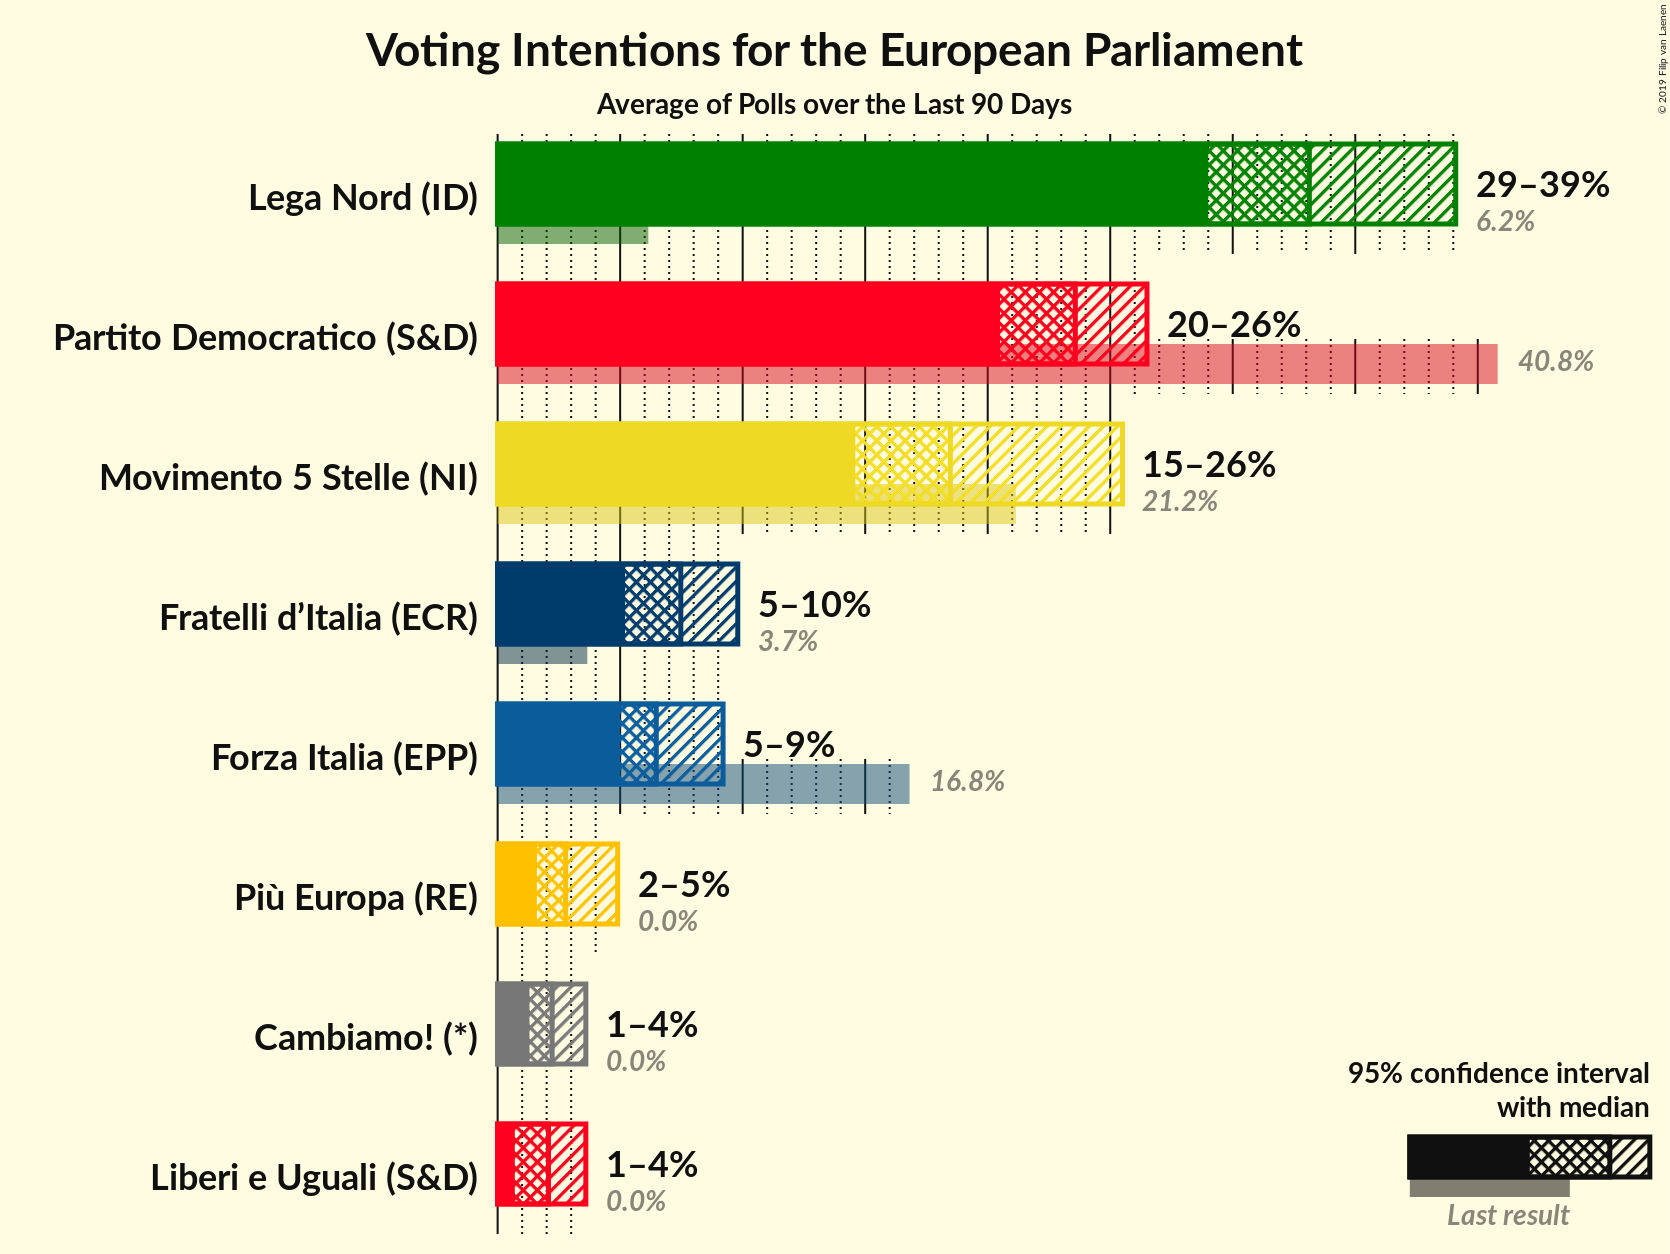 Voting Intentions for the European Parliament
Average of Polls over the Last 90 Days
© 2019 Filip van Laenen
Lega Nord (ID)
29–39%
6.2%
Partito Democratico (S&D)
20–26%
40.8%
Movimento 5 Stelle (NI)
15–26%
21.2%
Fratelli d’Italia (ECR)
5–10%
3.7%
Forza Italia (EPP)
5–9%
16.8%
Più Europa (RE)
2–5%
0.0%
Cambiamo! (*)
1–4%
0.0%
Liberi e Uguali (S&D)
1–4%
0.0%
95% confidence interval
with median
Last result